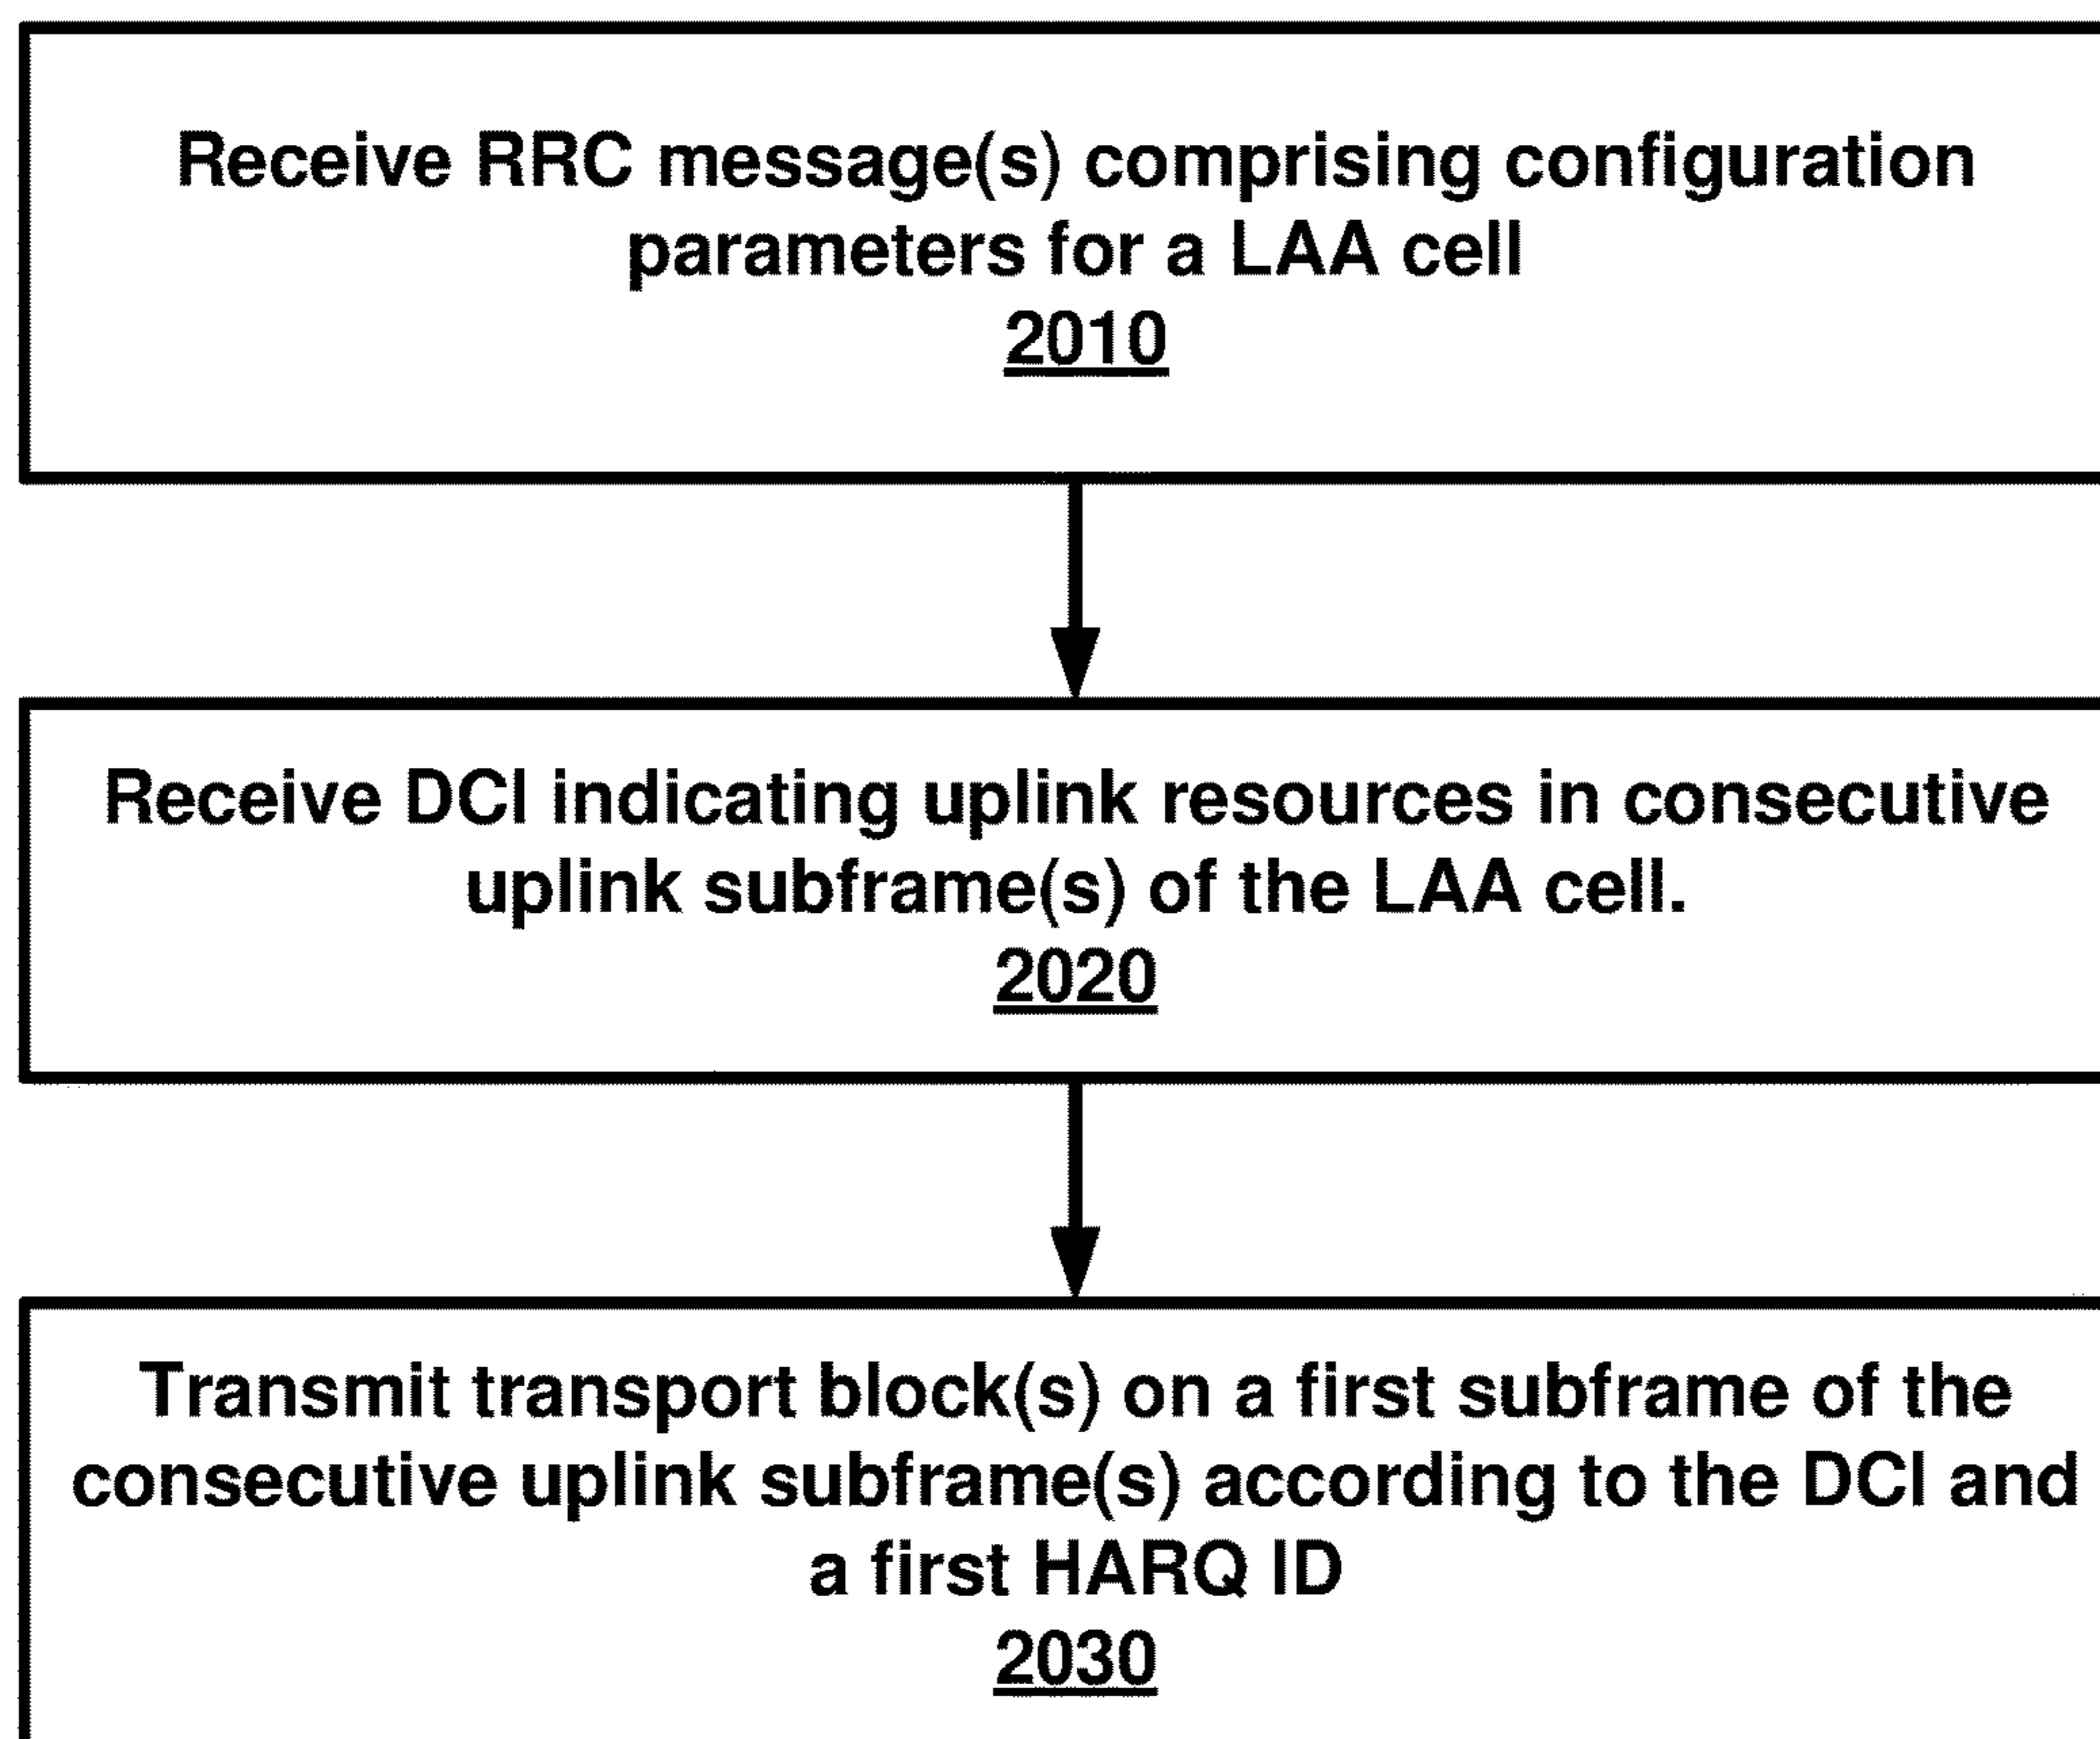 Receive RRC message(s) comprising configuration
parameters for a LAA cell
2010
Receive DCI indicating uplink resources in consecutive
uplink subframe(s) of the LAA cell.
2020
Transmit transport block(s) on a first subframe of the
consecutive uplink subframe(s) according to the DCI and
a first HARQ ID
2030